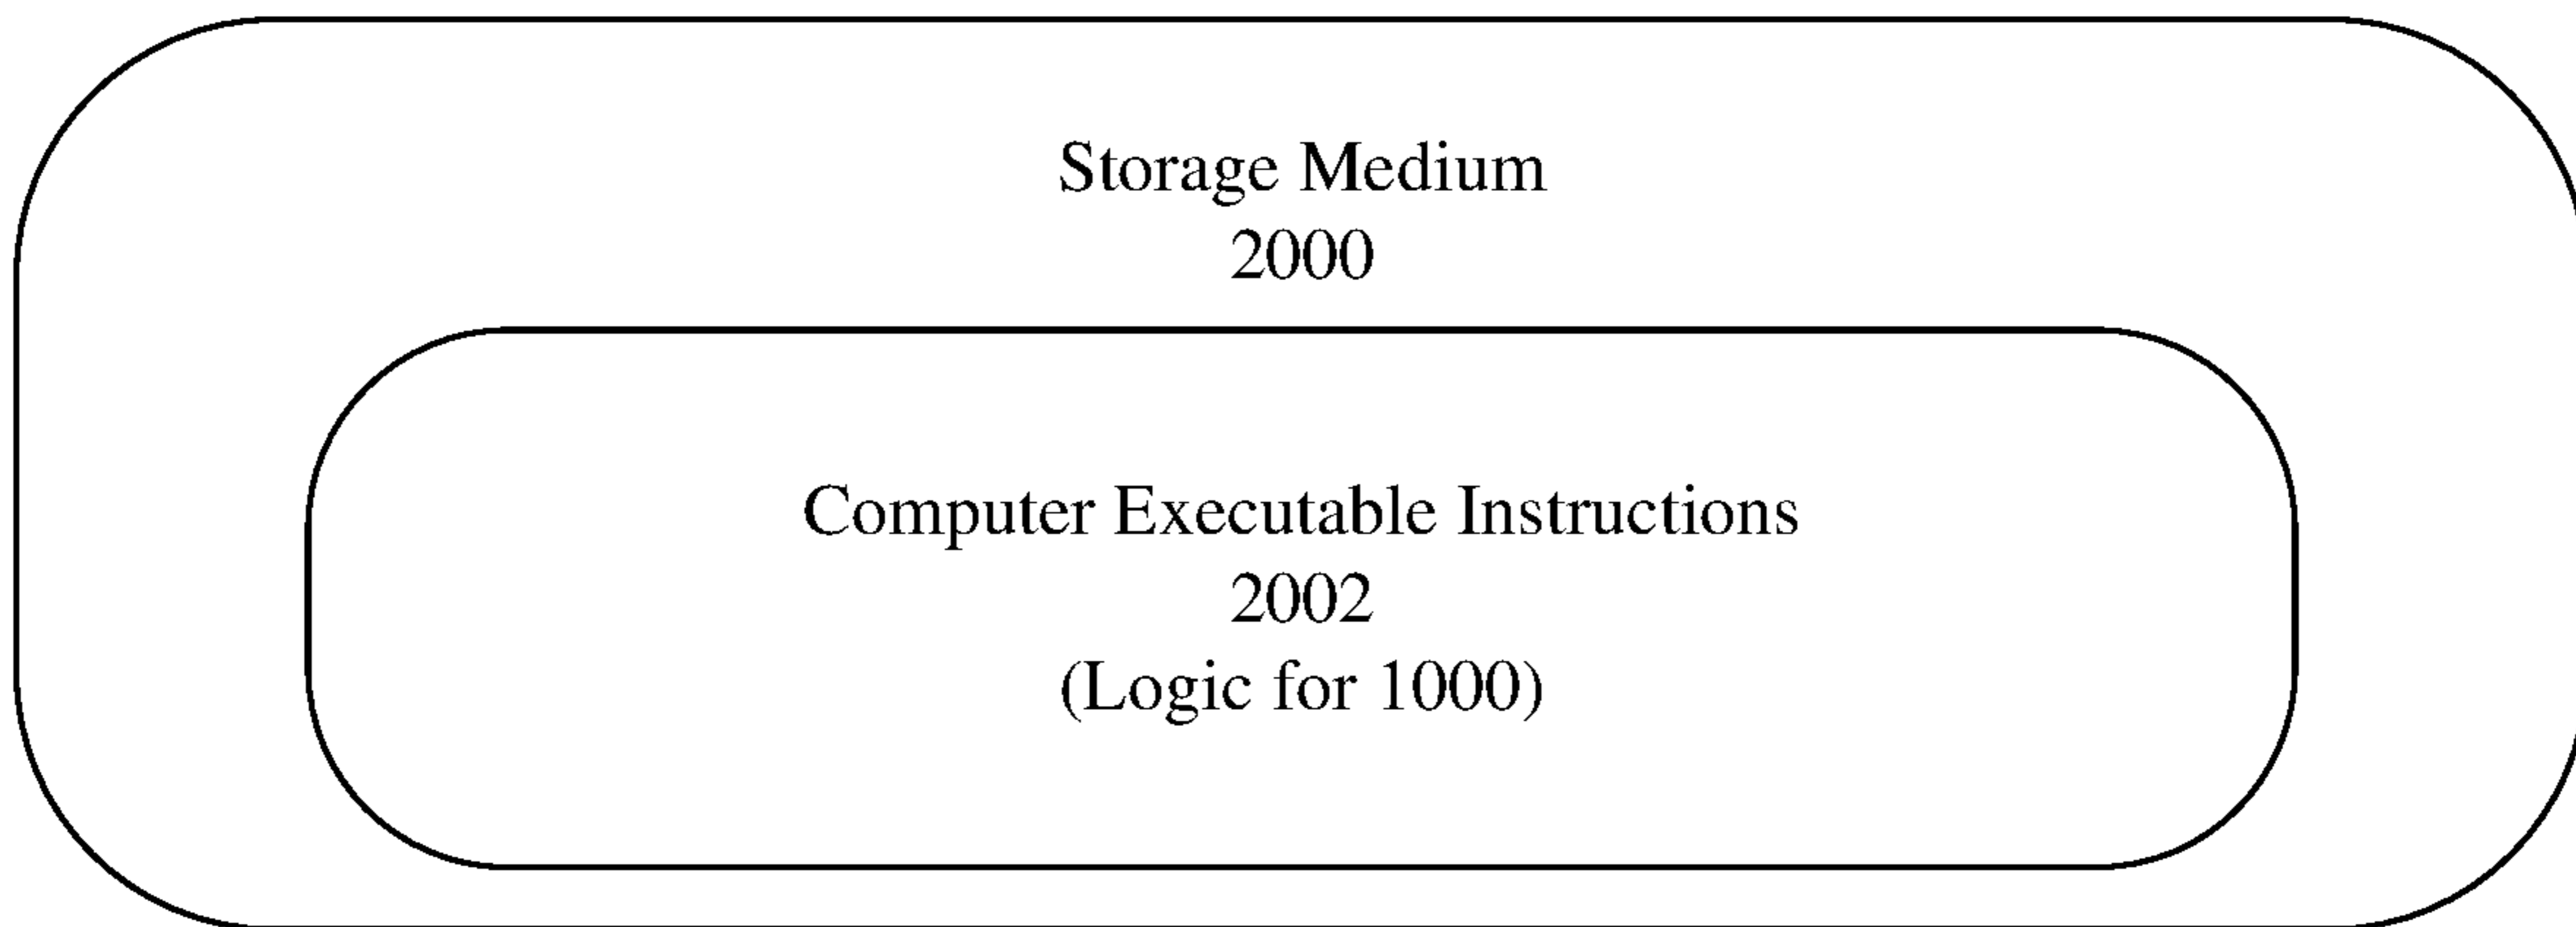 Storage Medium
2000
Computer Executable Instructions
2002
(Logic for 1000)